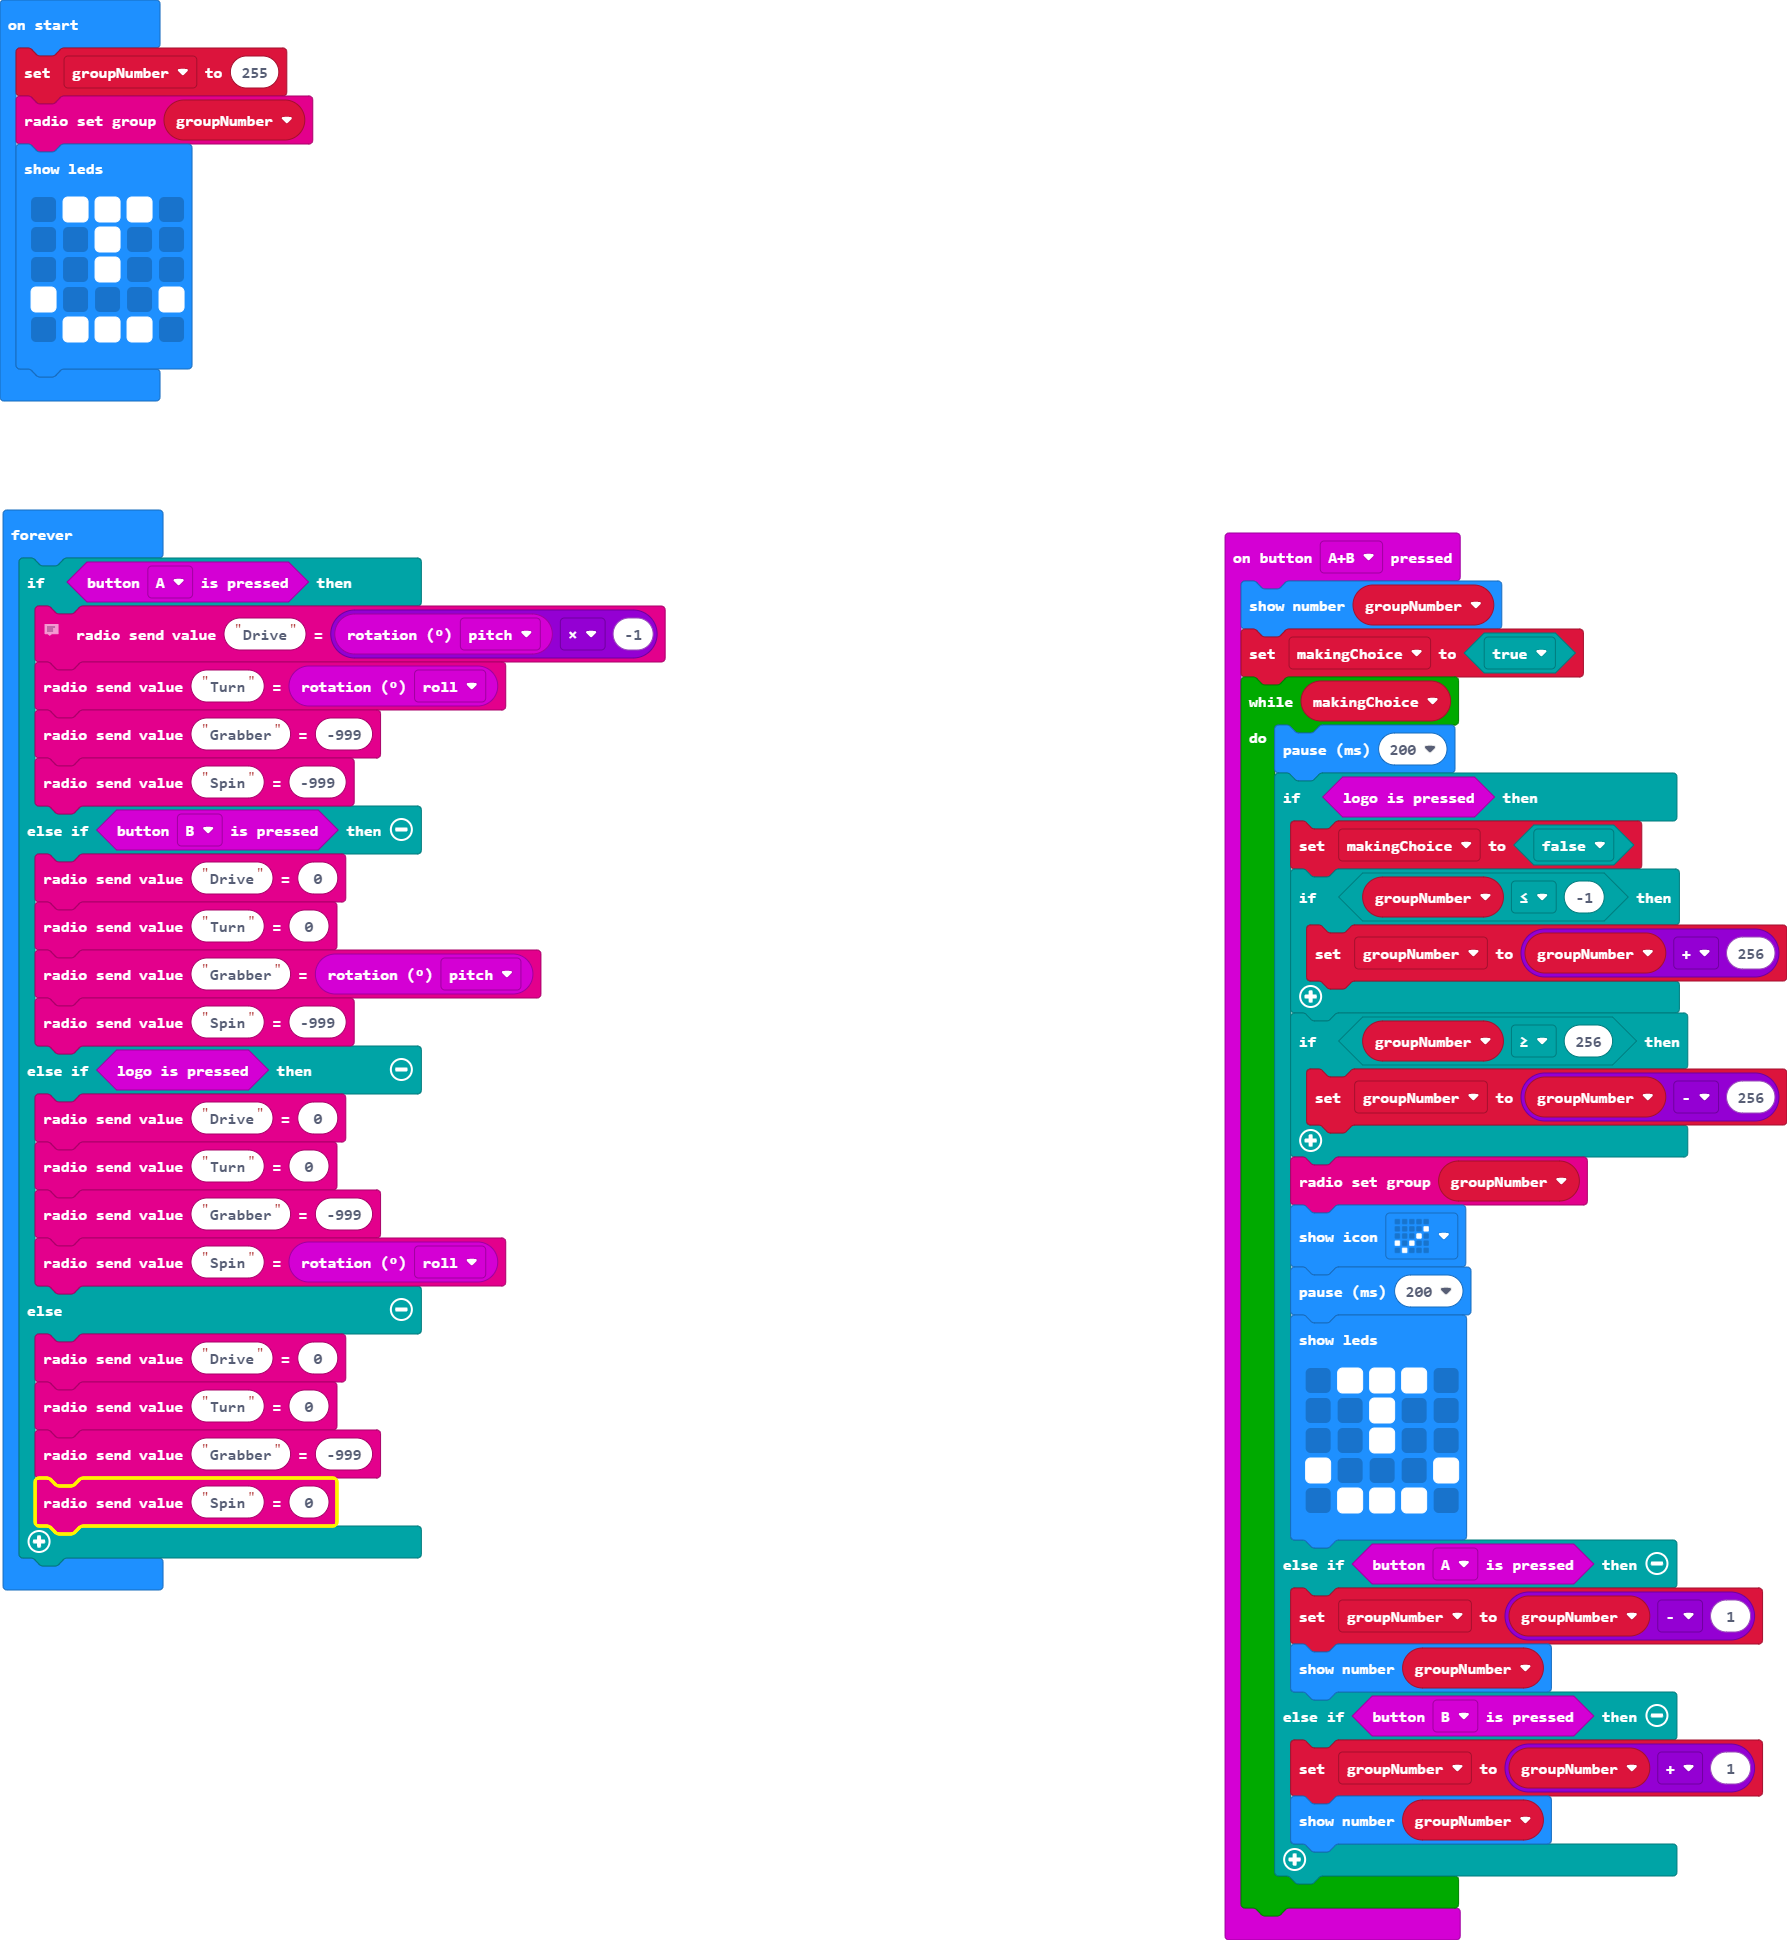 on start
set groupNumber to 255
radio set group groupNumber
show leds
forever
if button A is pressed then
radio send value "Drive" = rotation (º) pitch × -1
radio send value "Turn" = rotation (º) roll
radio send value "Grabber" = -999
radio send value "Spin" = -999
else if button B is pressed then
radio send value "Drive" = 0
radio send value "Turn" = 0
radio send value "Grabber" = rotation (º) pitch
radio send value "Spin" = -999
else if logo is pressed then
radio send value "Drive" = 0
radio send value "Turn" = 0
radio send value "Grabber" = -999
radio send value "Spin" = rotation (º) roll
else
radio send value "Drive" = 0
radio send value "Turn" = 0
radio send value "Grabber" = -999
radio send value "Spin" = 0
on button A+B pressed
show number groupNumber
set makingChoice to true
while makingChoice
do
pause (ms) 200
if logo is pressed then
set makingChoice to false
if groupNumber ≤ -1 then
set groupNumber to groupNumber + 256
if groupNumber ≥ 256 then
set groupNumber to groupNumber - 256
radio set group groupNumber
show icon
pause (ms) 200
show leds
else if button A is pressed then
set groupNumber to groupNumber - 1
show number groupNumber
else if button B is pressed then
set groupNumber to groupNumber + 1
show number groupNumber